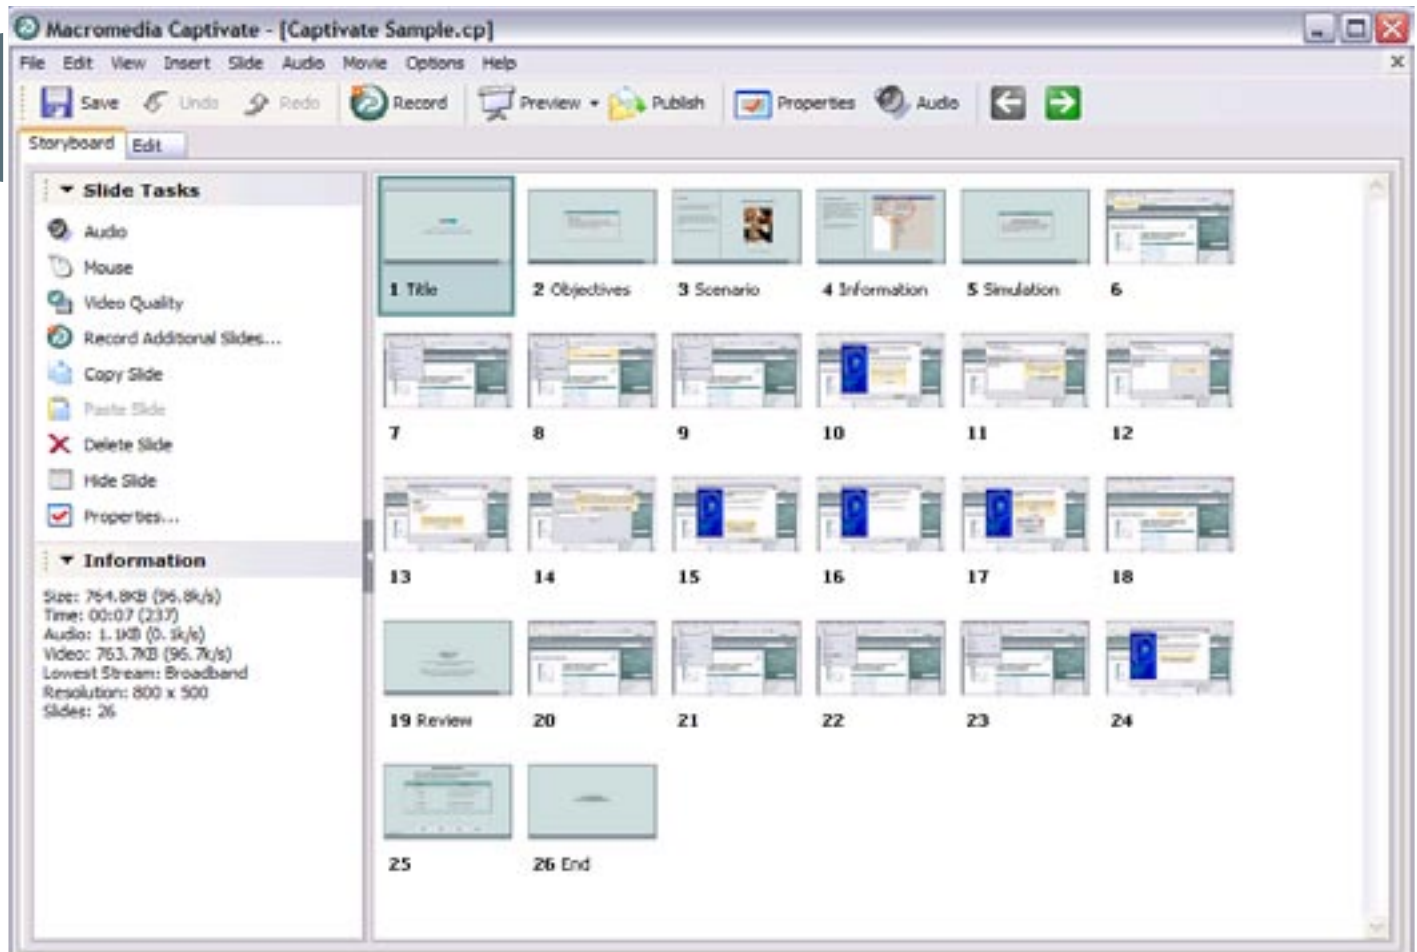 Macromedia Captivate - [Captivate Sample.cp]
File Edit View Insert Slide Audio Movie Options Help
Save Undo Redo Record Preview Publish Properties Audio
Storyboard Edit
Slide Tasks
Audio
Mouse
Video Quality
Record Additional Slides...
Copy Slide
Paste Slide
Delete Slide
Hide Slide
Properties...
Information
Size: 764.8KB (96.8k/s)
Time: 00:07 (237)
Audio: 1.1KB (0.1k/s)
Video: 763.7KB (96.7k/s)
Lowest Stream: Broadband
Resolution: 800 x 500
Slides: 26
1 Title 2 Objectives 3 Scenario 4 Information 5 Simulation 6
7 8 9 10 11 12
13 14 15 16 17 18
19 Review 20 21 22 23 24
25 26 End